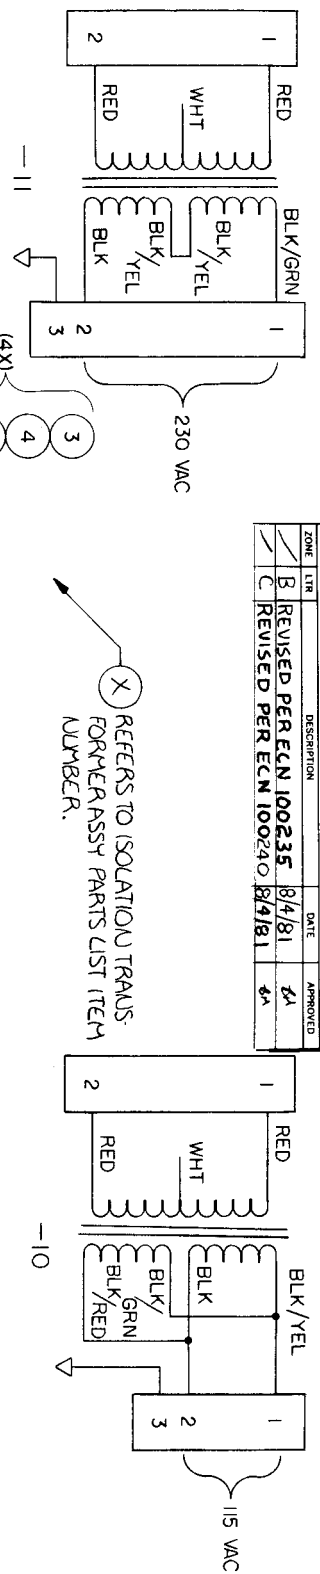 1
2
RED
WHT
RED
BLK/GRN
BLK
/YEL
BLK/
YEL
BLK
1
2
3
230 VAC
-11
(4X)
3
4
ZONE LTR DESCRIPTION DATE APPROVED
B REVISED PER ECN 100235 8/4/81
C REVISED PER ECN 100240 8/4/81
X REFERS TO ISOLATION TRANS-
FORMER ASSY PARTS LIST ITEM
NUMBER.
1
2
RED
WHT
RED
BLK/YEL
BLK
BLK/
GRN
BLK
/RED
1
2
3
115 VAC
-10